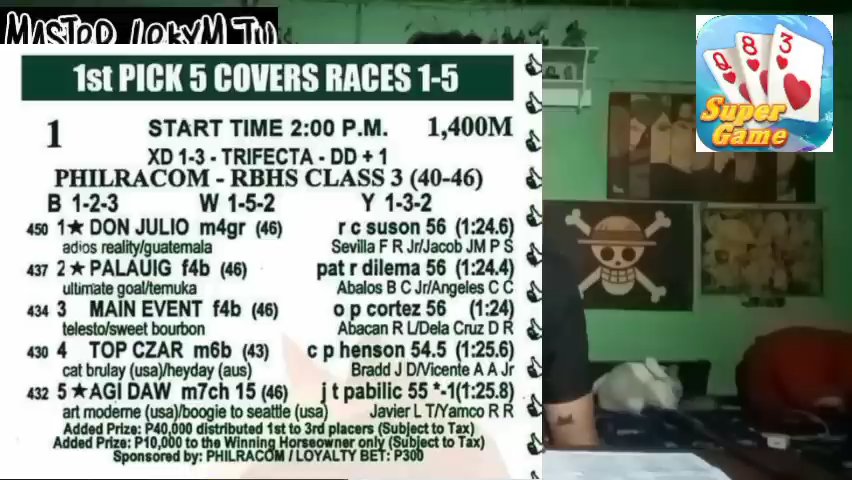 MASTOR LOKYM TV
1st PICK 5 COVERS RACES 1-5
1 START TIME 2:00 P.M. 1,400M
XD 1-3 - TRIFECTA - DD + 1
PHILRACOM - RBHS CLASS 3 (40-46)
B 1-2-3 W 1-5-2 Y 1-3-2
450 1★ DON JULIO m4gr (46) r c suson 56 (1:24.6)
adios reality/guatemala Sevilla F R Jr/Jacob JM P S
437 2★ PALAUIG f4b (46) pat r dilema 56 (1:24.4)
ultimate goal/temuka Abalos B C Jr/Angeles C C
434 3 MAIN EVENT f4b (46) o p cortez 56 (1:24)
telesto/sweet bourbon Abacan R L/Dela Cruz D R
430 4 TOP CZAR m6b (43) c p henson 54.5 (1:25.6)
cat brulay (usa)/heyday (aus) Bradd J D/Vicente A A Jr
432 5★AGI DAW m7ch 15 (46) j t pabilic 55 *-1(1:25.8)
art moderne (usa)/boogie to seattle (usa) Javier L T/Yamco R R
Added Prize: P40,000 distributed 1st to 3rd placers (Subject to Tax)
Added Prize: P10,000 to the Winning Horseowner only (Subject to Tax)
Sponsored by: PHILRACOM / LOYALTY BET: P300
Q 8 3
Super
Game